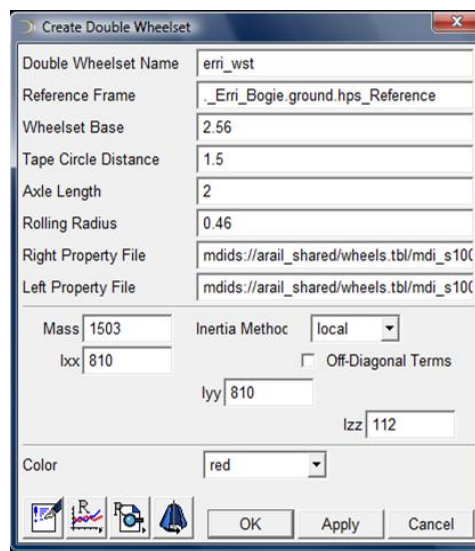 Create Double Wheelset
Double Wheelset Name erri_wst
Reference Frame ._Erri_Bogie.ground.hps_Reference
Wheelset Base 2.56
Tape Circle Distance 1.5
Axle Length 2
Rolling Radius 0.46
Right Property File mdids://arail_shared/wheels.tbl/mdi_s100
Left Property File mdids://arail_shared/wheels.tbl/mdi_s100
Mass 1503 Inertia Methoc local
Ixx 810 Off-Diagonal Terms
Iyy 810
Izz 112
Color red
OK Apply Cancel